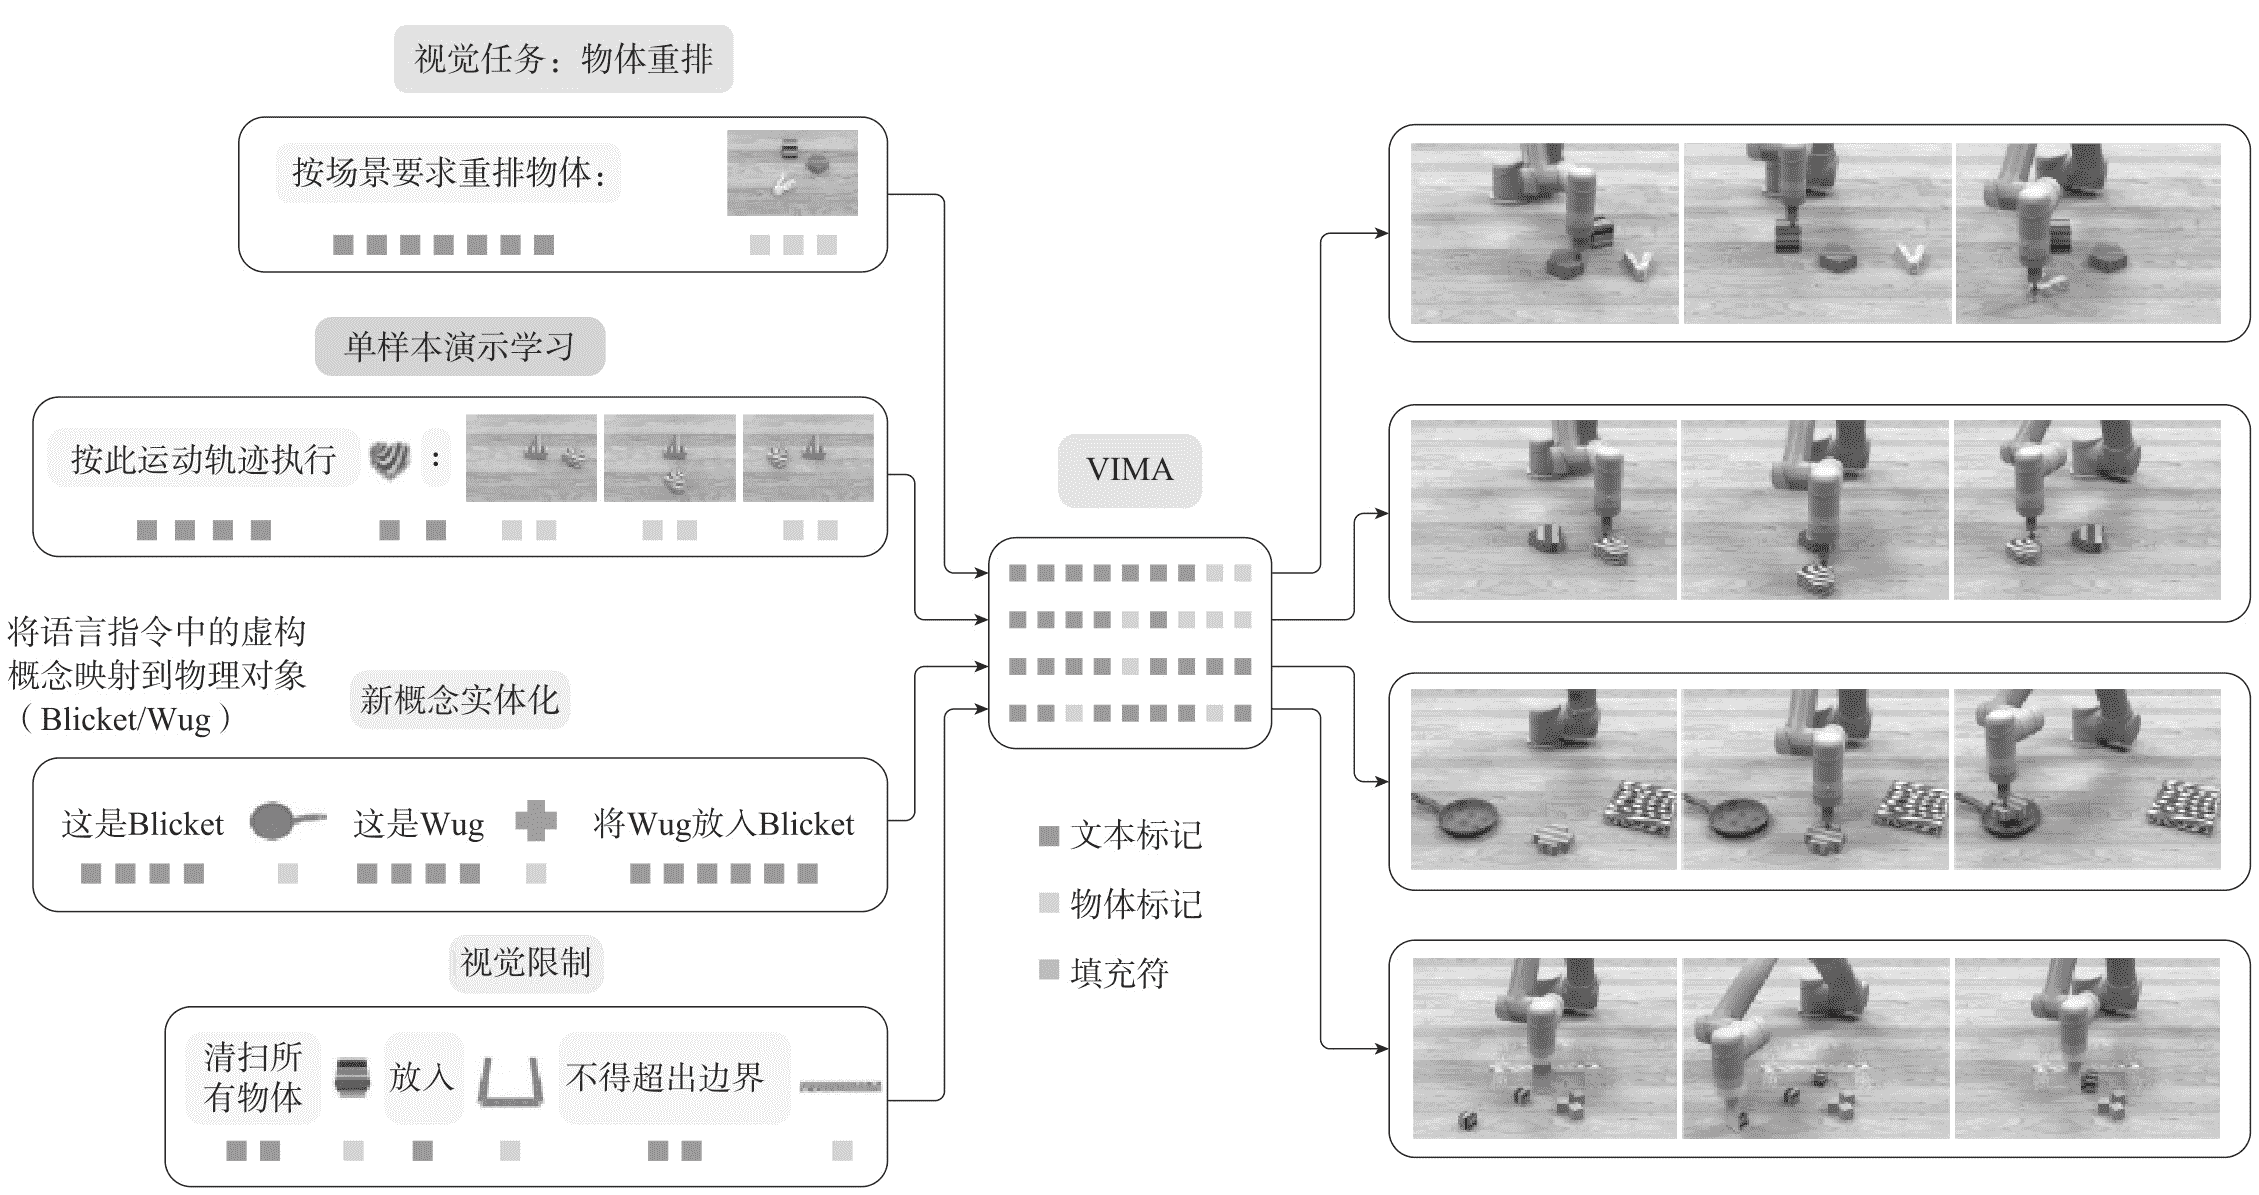 视觉任务：物体重排
按场景要求重排物体：
单样本演示学习
按此运动轨迹执行 ：
将语言指令中的虚构
概念映射到物理对象
（Blicket/Wug）
新概念实体化
这是Blicket 这是Wug 将Wug放入Blicket
视觉限制
清扫所
有物体
放入
不得超出边界
VIMA
文本标记
物体标记
填充符